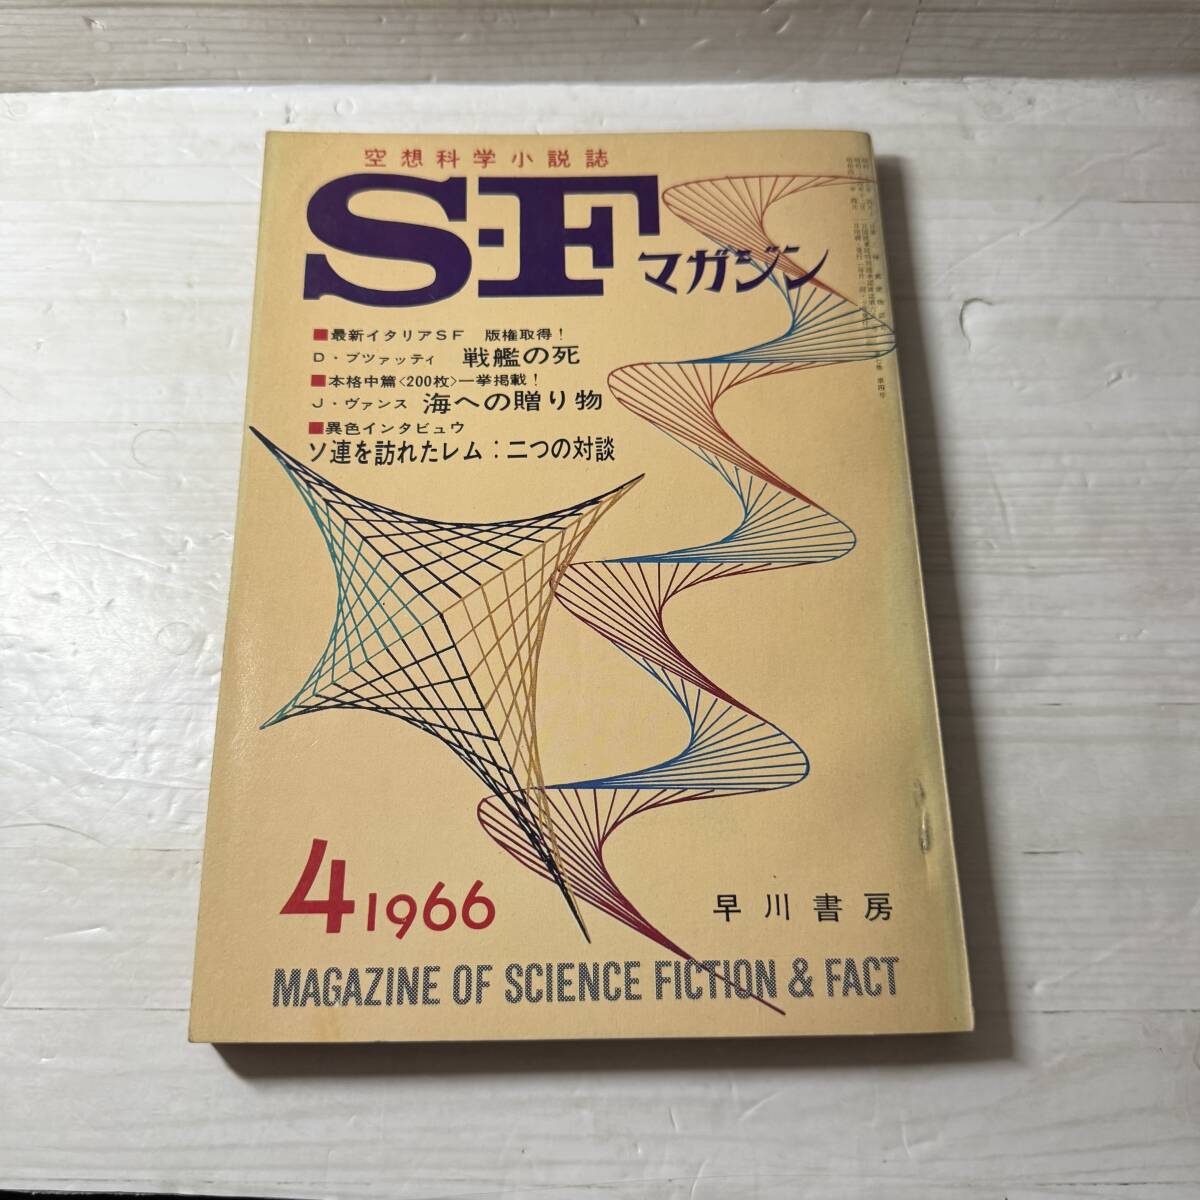 空想科学小説誌
S-Fマガジン
■最新イタリアSF 版権取得!
D・ブツァッティ 戦艦の死
■本格中篇〈200枚〉一挙掲載!
J・ヴァンス 海への贈り物
■異色インタビュウ
ソ連を訪れたレム:二つの対談
4 1966
早川書房
MAGAZINE OF SCIENCE FICTION & FACT